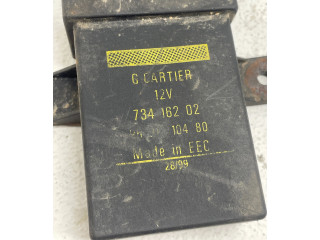 G CARTIER
12V
734 162 02
104 80
Made in EEC
28/99